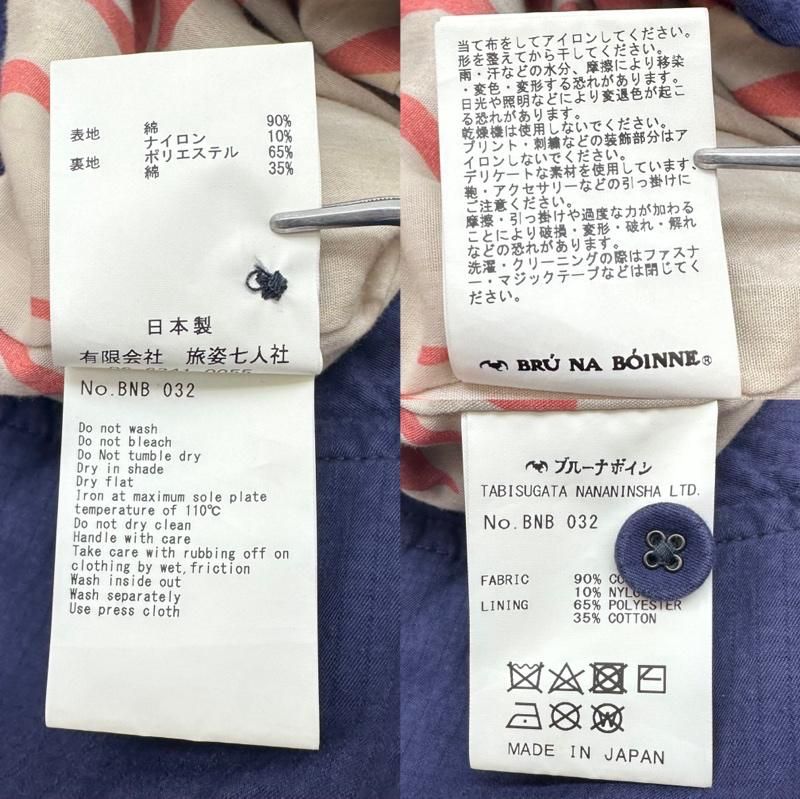 表地 綿 90%
ナイロン 10%
裏地 ポリエステル 65%
綿 35%
日本製
有限会社 旅姿七人社
No.BNB 032
Do not wash
Do not bleach
Do Not tumble dry
Dry in shade
Dry flat
Iron at maximum sole plate
temperature of 110℃
Do not dry clean
Handle with care
Take care with rubbing off on
clothing by wet,friction
Wash inside out
Wash separately
Use press cloth
当て布をしてアイロンしてください。
形を整えてから干してください。
雨・汗などの水分、摩擦により移染
・変色・変形する恐れがあります。
日光や照明などにより変退色が起こ
る恐れがあります。
乾燥機は使用しないでください。
プリント・刺繍などの装飾部分はア
イロンしないでください。
デリケートな素材を使用しています、
鞄・アクセサリーなどの引っ掛けに
ご注意ください。
摩擦・引っ掛けや過度な力が加わる
ことにより破損・変形・破れ・解れ
などの恐れがあります。
洗濯・クリーニングの際はファスナ
ー・マジックテープなどは閉じてく
ださい。
BRÚ NA BÓINNE®
ブルーナボイン
TABISUGATA NANANINSHA LTD.
No.BNB 032
FABRIC 90%
10%
LINING 65% POLYESTER
35% COTTON
MADE IN JAPAN